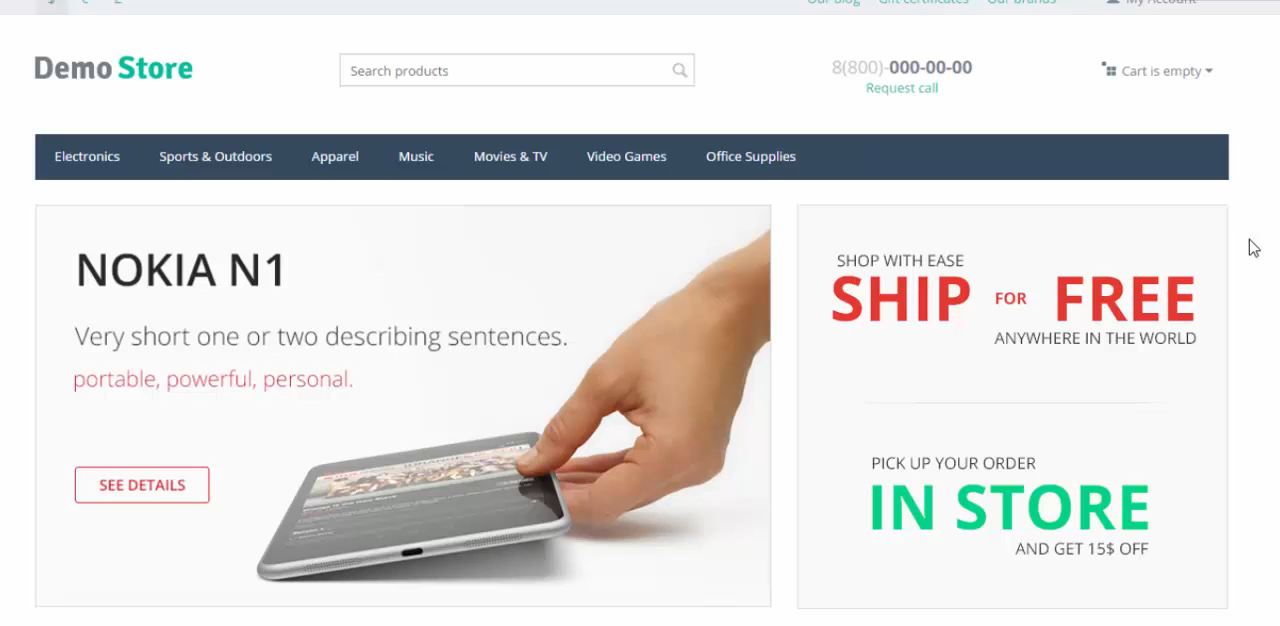 Our blog Gift certificates Our brands My Account
Demo Store
Search products
8(800)-000-00-00
Request call
Cart is empty
Electronics Sports & Outdoors Apparel Music Movies & TV Video Games Office Supplies
NOKIA N1
Very short one or two describing sentences.
portable, powerful, personal.
SEE DETAILS
SHOP WITH EASE
SHIP FOR FREE
ANYWHERE IN THE WORLD
PICK UP YOUR ORDER
IN STORE
AND GET 15$ OFF